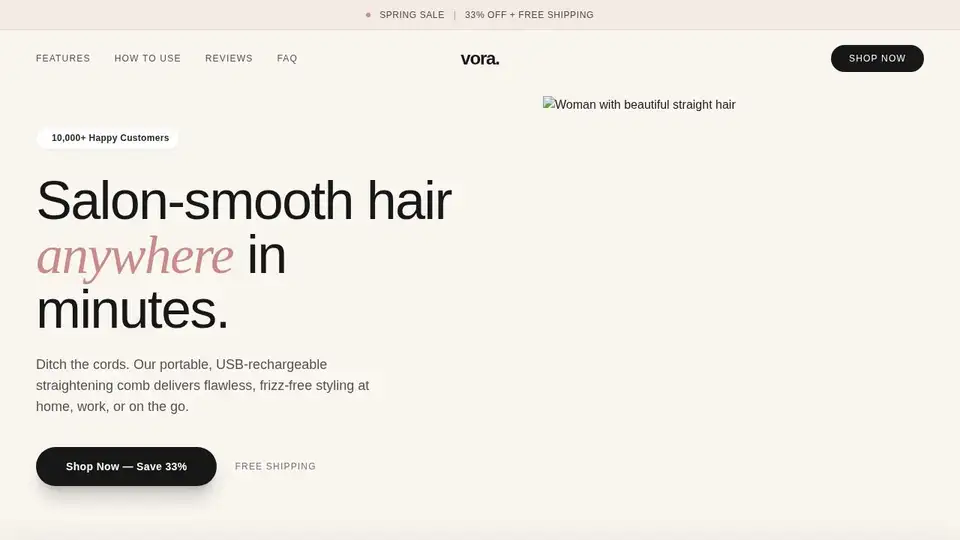 SPRING SALE | 33% OFF + FREE SHIPPING
FEATURES HOW TO USE REVIEWS FAQ
vora.
SHOP NOW
Woman with beautiful straight hair
10,000+ Happy Customers
Salon-smooth hair
anywhere in
minutes.
Ditch the cords. Our portable, USB-rechargeable
straightening comb delivers flawless, frizz-free styling at
home, work, or on the go.
Shop Now — Save 33%
FREE SHIPPING